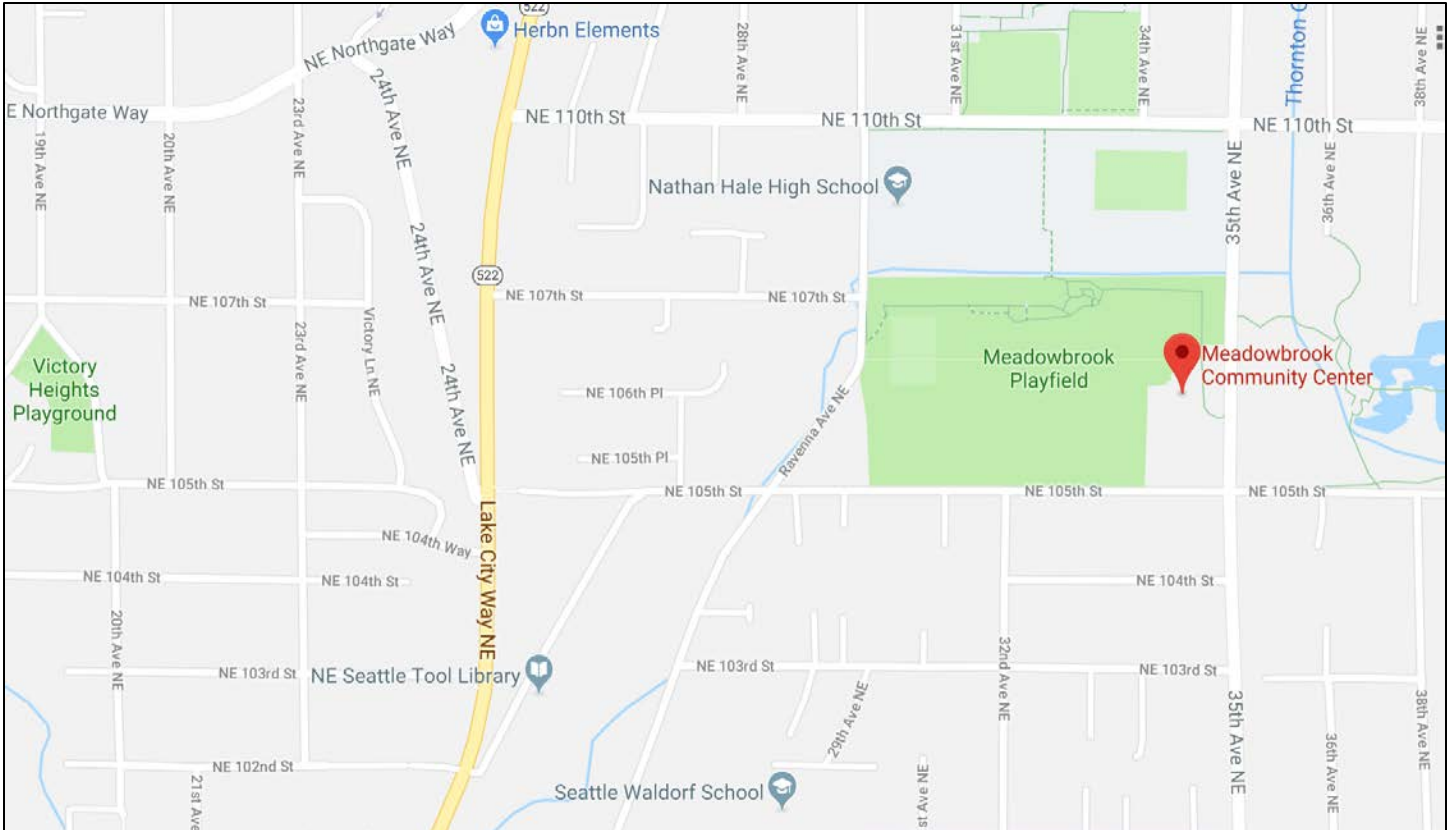 522
Herbn Elements
NE Northgate Way
28th Ave NE
31st Ave NE
34th Ave NE
38th Ave NE
E Northgate Way
24th Ave NE
NE 110th St
NE 110th St
NE 110th St
19th Ave NE
20th Ave NE
23rd Ave NE
35th Ave NE
36th Ave NE
Nathan Hale High School
24th Ave NE
522
NE 107th St
NE 107th St
NE 107th St
Victory Ln NE
23rd Ave NE
Victory
Heights
Playground
24th Ave NE
NE 106th Pl
Meadowbrook
Playfield
Meadowbrook
Community Center
Ravenna Ave NE
NE 105th Pl
NE 105th St
NE 105th St
NE 105th St
NE 105th St
Lake City Way NE
NE 104th Way
NE 104th St
NE 104th St
NE 104th St
20th Ave NE
NE 103rd St
NE Seattle Tool Library
NE 103rd St
32nd Ave NE
NE 103rd St
29th Ave NE
35th Ave NE
36th Ave NE
38th Ave NE
NE 102nd St
21st Ave
Seattle Waldorf School
st Ave NE
Thornton